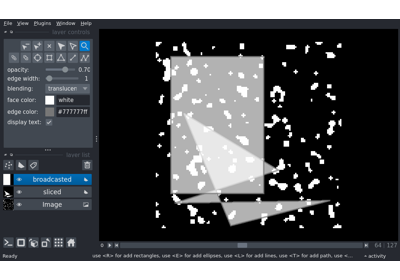 File View Plugins Window Help
layer controls
opacity: 0.70
edge width: 1
blending: translucen
face color: white
edge color: #777777ff
display text:
layer list
broadcasted
sliced
Image
64 127
Ready use <R> for add rectangles, use <E> for add ellipses, use <L> for add lines, use <T> for add path, use <... activity